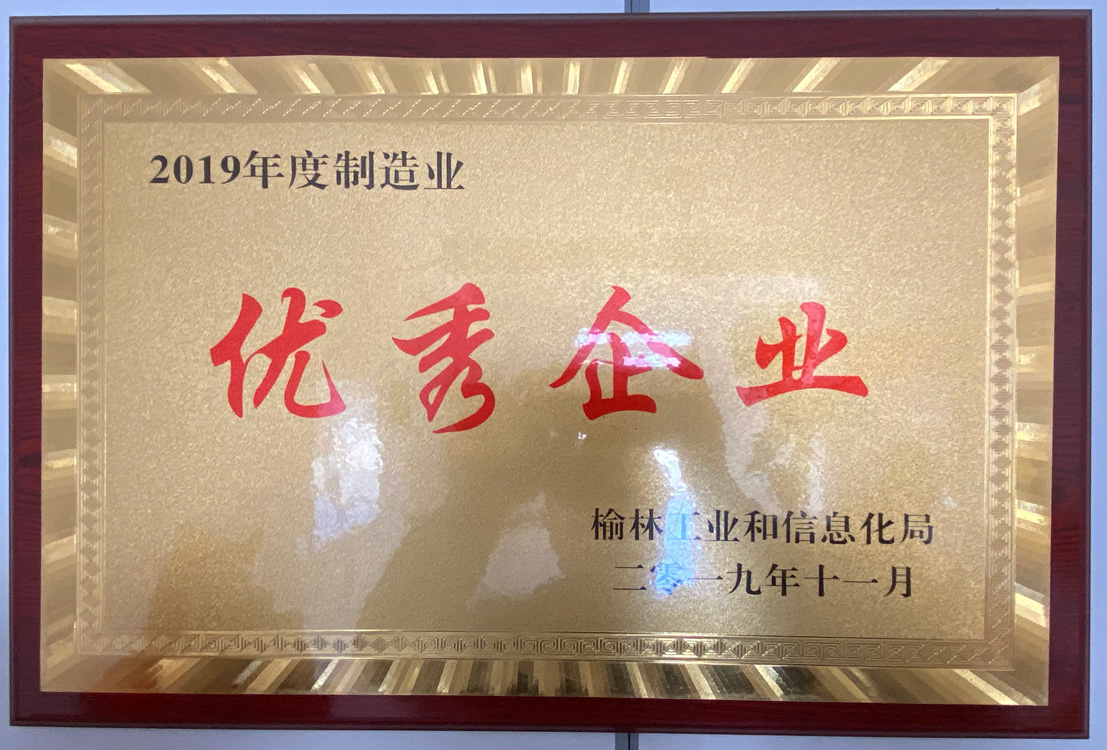 2019年度制造业
优秀企业
榆林工业和信息化局
二零一九年十一月